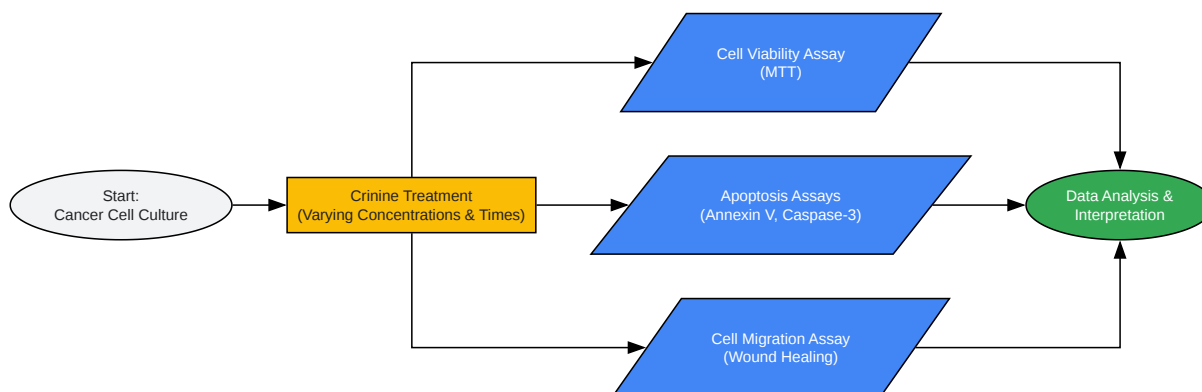 Start:
Cancer Cell Culture
Crinine Treatment
(Varying Concentrations & Times)
Cell Viability Assay
(MTT)
Apoptosis Assays
(Annexin V, Caspase-3)
Cell Migration Assay
(Wound Healing)
Data Analysis &
Interpretation